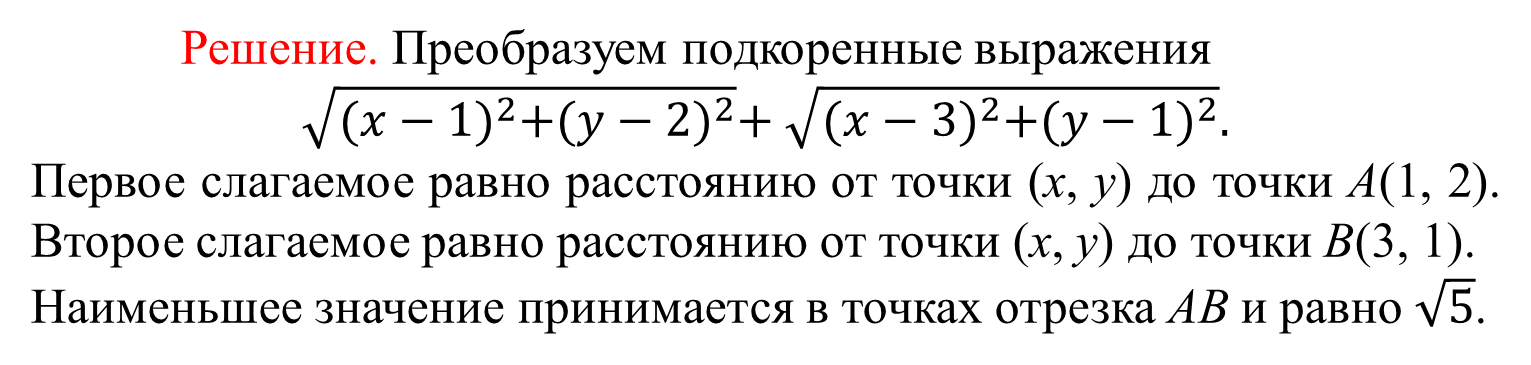 Решение. Преобразуем подкоренные выражения
√(x − 1)²+(y − 2)²+ √(x − 3)²+(y − 1)².
Первое слагаемое равно расстоянию от точки (x, y) до точки A(1, 2).
Второе слагаемое равно расстоянию от точки (x, y) до точки B(3, 1).
Наименьшее значение принимается в точках отрезка AB и равно √5.